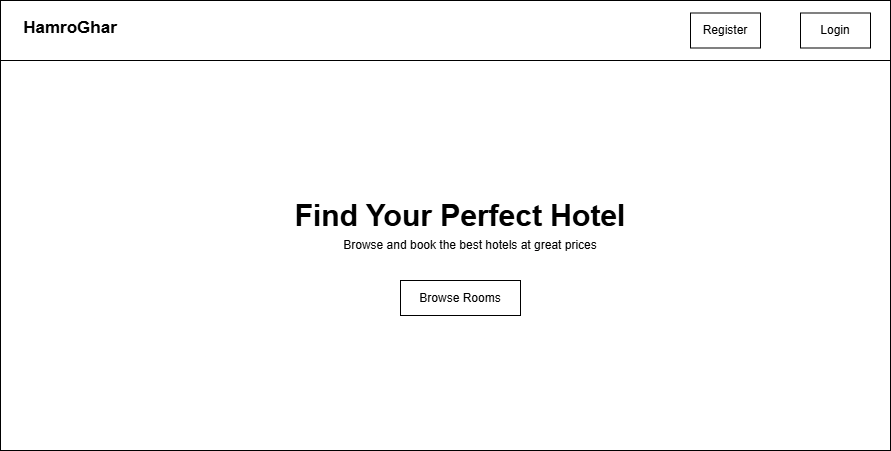 HamroGhar
Register
Login
Find Your Perfect Hotel
Browse and book the best hotels at great prices
Browse Rooms